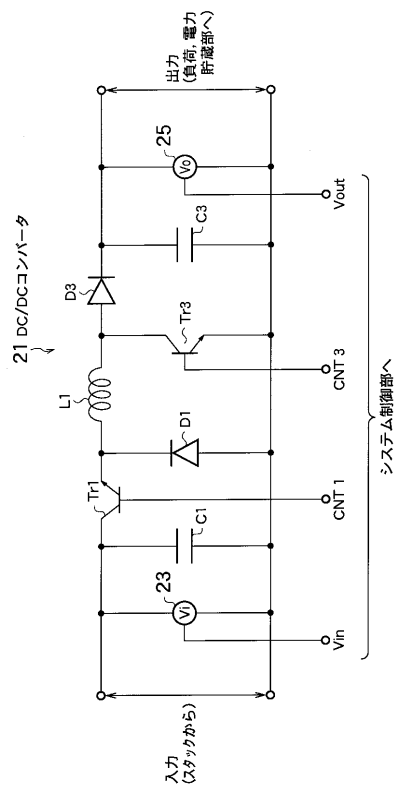 21 DC/DCコンバータ
入力
(スタックから)
出力
(負荷, 電力
貯蔵部へ)
23
Vi
C1
Tr1
D1
L1
Tr3
D3
C3
25
Vo
Vin
CNT 1
CNT 3
Vout
システム制御部へ